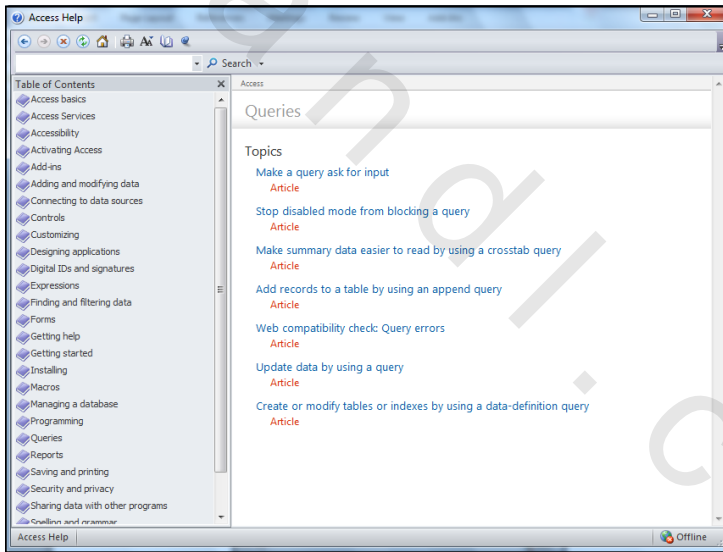 Access Help
Search
Table of Contents
Access basics
Access Services
Accessibility
Activating Access
Add-ins
Adding and modifying data
Connecting to data sources
Controls
Customizing
Designing applications
Digital IDs and signatures
Expressions
Finding and filtering data
Forms
Getting help
Getting started
Installing
Macros
Managing a database
Programming
Queries
Reports
Saving and printing
Security and privacy
Sharing data with other programs
Spelling and grammar
Access
Queries
Topics
Make a query ask for input
Article
Stop disabled mode from blocking a query
Article
Make summary data easier to read by using a crosstab query
Article
Add records to a table by using an append query
Article
Web compatibility check: Query errors
Article
Update data by using a query
Article
Create or modify tables or indexes by using a data-definition query
Article
Access Help
Offline